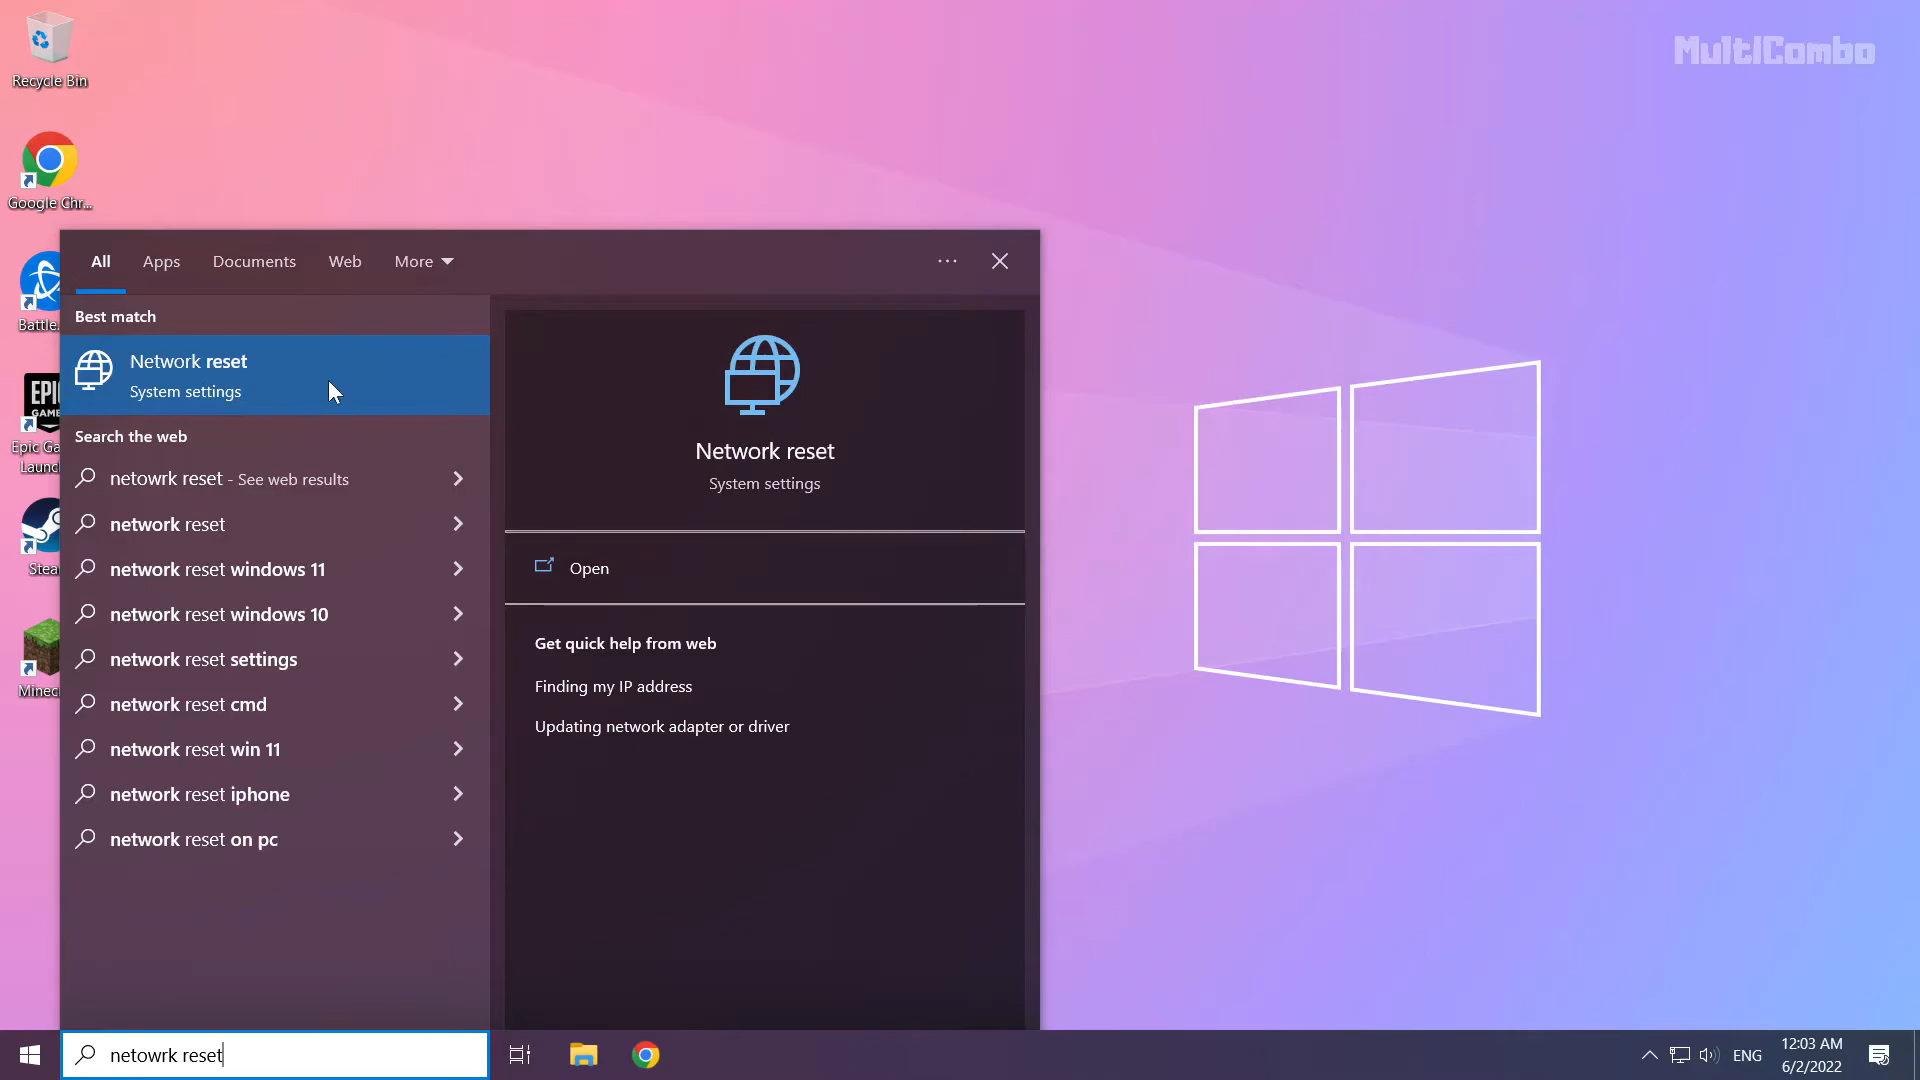 MultiCombo
Recycle Bin
Google Chr...
Battle.
EPIC
GAME
Epic Ga
Launc
Stea
Minec
All
Apps
Documents
Web
More
Best match
Network reset
System settings
Search the web
netowrk reset - See web results
network reset
network reset windows 11
network reset windows 10
network reset settings
network reset cmd
network reset win 11
network reset iphone
network reset on pc
Network reset
System settings
Open
Get quick help from web
Finding my IP address
Updating network adapter or driver
netowrk reset
ENG
12:03 AM
6/2/2022